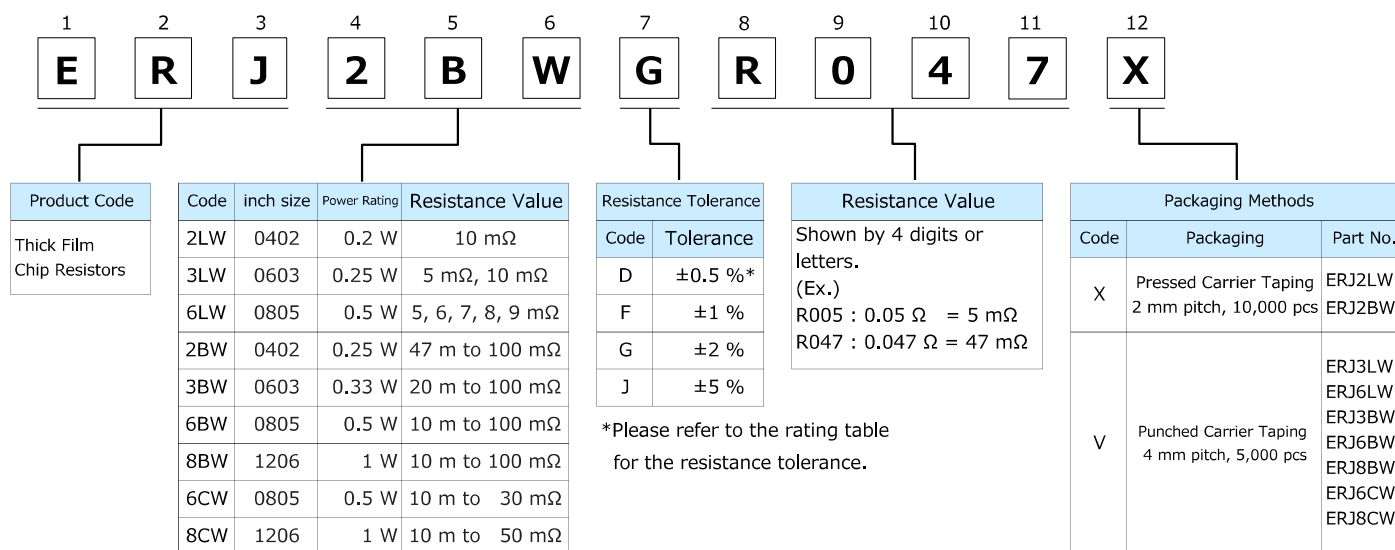 1 2 3 4 5 6 7 8 9 10 11 12
E R J 2 B W G R 0 4 7 X
Product Code
Thick Film
Chip Resistors
Code inch size Power Rating Resistance Value
2LW 0402 0.2 W 10 mΩ
3LW 0603 0.25 W 5 mΩ, 10 mΩ
6LW 0805 0.5 W 5, 6, 7, 8, 9 mΩ
2BW 0402 0.25 W 47 m to 100 mΩ
3BW 0603 0.33 W 20 m to 100 mΩ
6BW 0805 0.5 W 10 m to 100 mΩ
8BW 1206 1 W 10 m to 100 mΩ
6CW 0805 0.5 W 10 m to 30 mΩ
8CW 1206 1 W 10 m to 50 mΩ
Resistance Tolerance
Code Tolerance
D ±0.5 %*
F ±1 %
G ±2 %
J ±5 %
*Please refer to the rating table
for the resistance tolerance.
Resistance Value
Shown by 4 digits or
letters.
(Ex.)
R005 : 0.05 Ω = 5 mΩ
R047 : 0.047 Ω = 47 mΩ
Packaging Methods
Code Packaging Part No.
X Pressed Carrier Taping
2 mm pitch, 10,000 pcs
ERJ2LW
ERJ2BW
V Punched Carrier Taping
4 mm pitch, 5,000 pcs
ERJ3LW
ERJ6LW
ERJ3BW
ERJ6BW
ERJ8BW
ERJ6CW
ERJ8CW